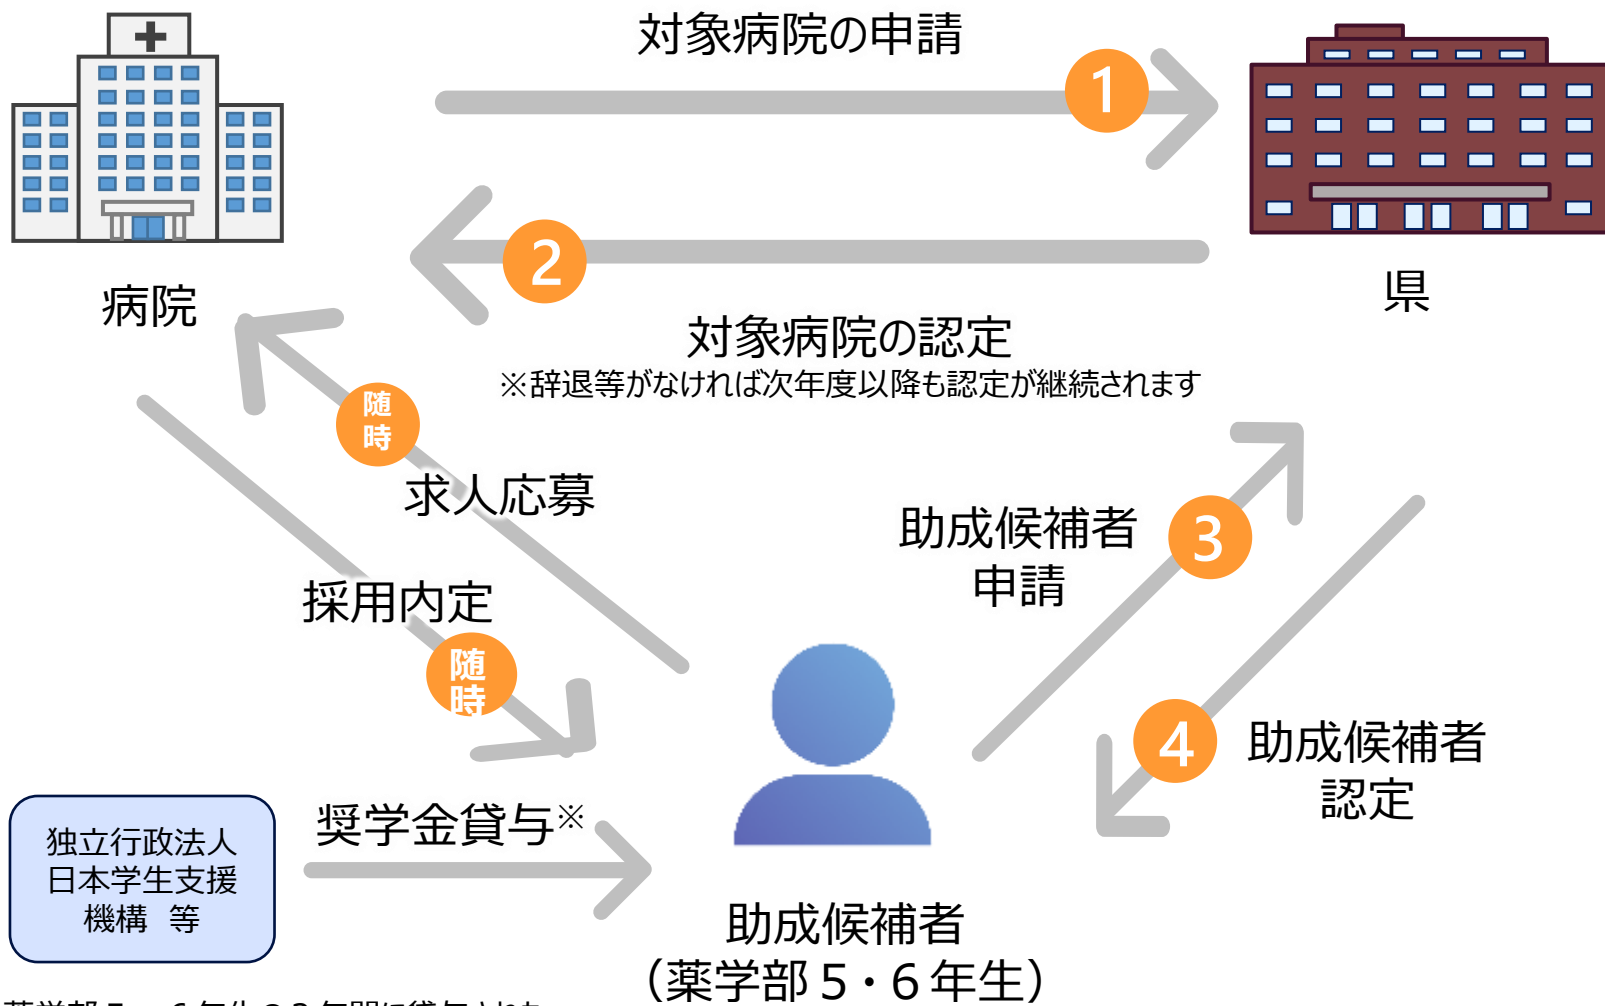 対象病院の申請
1
2
病院
県
対象病院の認定
※辞退等がなければ次年度以降も認定が継続されます
随
時
求人応募
助成候補者
申請
3
採用内定
随
時
4
助成候補者
認定
奨学金貸与※
独立行政法人
日本学生支援
機構 等
助成候補者
（薬学部５・６年生）